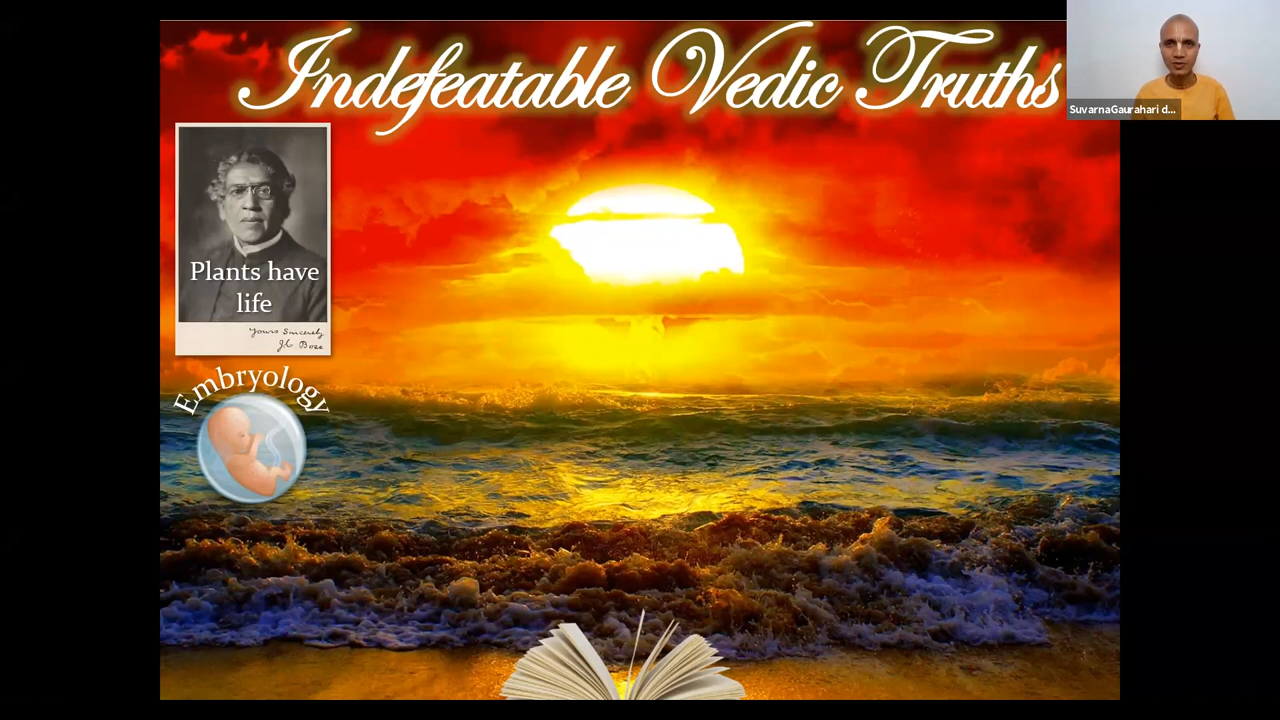 Indefeatable Vedic Truths
SuvarnaGaurahari d...
Plants have
life
Yours Sincerely
J.C. Bose
Embryology